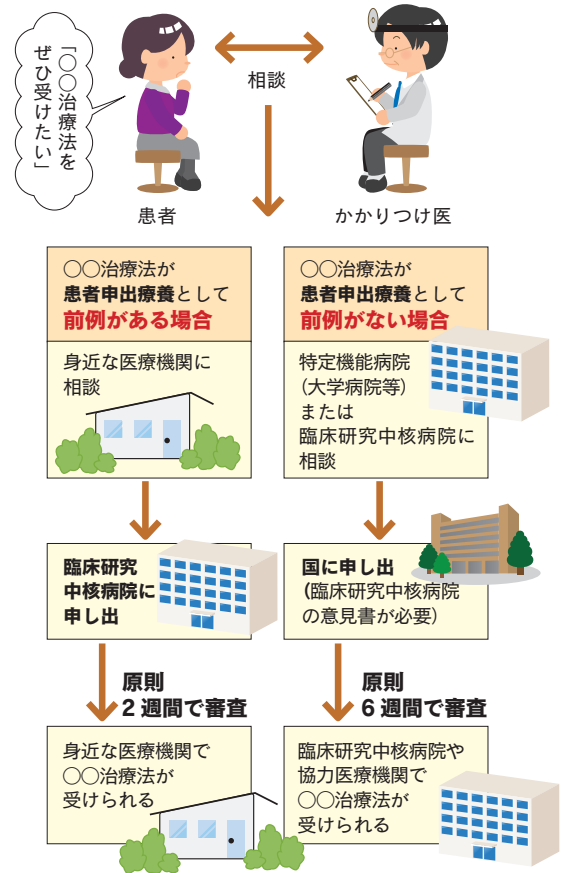 「○○治療法を
ぜひ受けたい」
相談
患者
かかりつけ医
○○治療法が
患者申出療養として
前例がある場合
身近な医療機関に
相談
臨床研究
中核病院に
申し出
原則
2週間で審査
身近な医療機関で
○○治療法が
受けられる
○○治療法が
患者申出療養として
前例がない場合
特定機能病院
(大学病院等)
または
臨床研究中核病院に
相談
国に申し出
(臨床研究中核病院
の意見書が必要)
原則
6週間で審査
臨床研究中核病院や
協力医療機関で
○○治療法が
受けられる